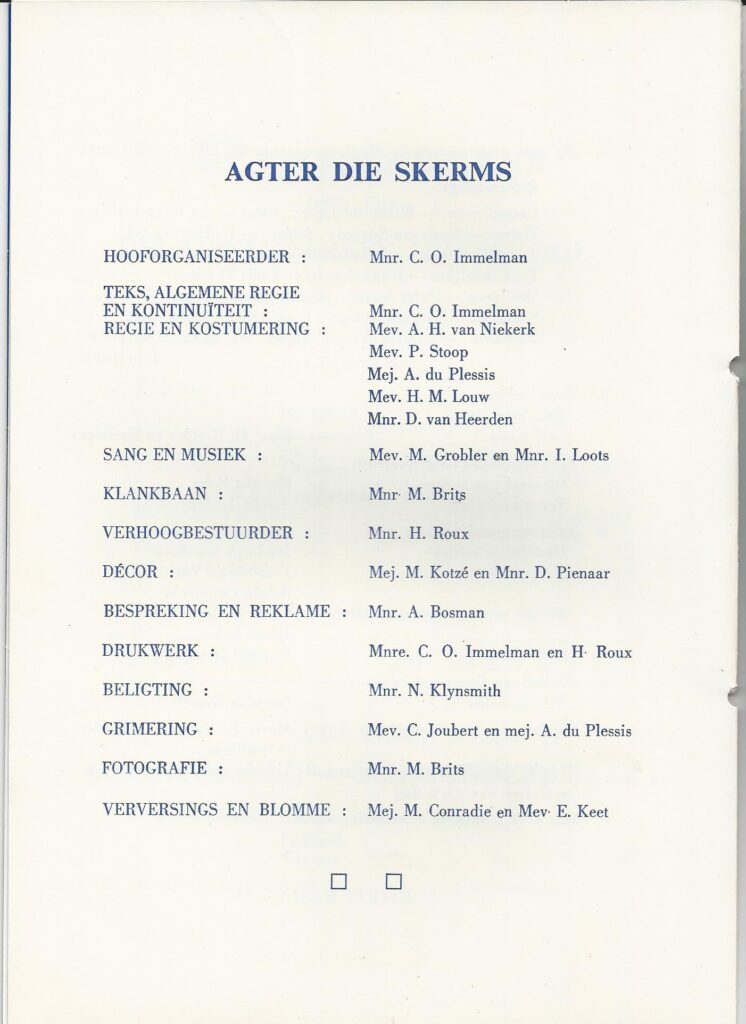 AGTER DIE SKERMS
HOOFORGANISEERDER : Mnr. C. O. Immelman
TEKS, ALGEMENE REGIE
EN KONTINUÏTEIT : Mnr. C. O. Immelman
REGIE EN KOSTUMERING : Mev. A. H. van Niekerk
Mev. P. Stoop
Mej. A. du Plessis
Mev. H. M. Louw
Mnr. D. van Heerden
SANG EN MUSIEK : Mev. M. Grobler en Mnr. I. Loots
KLANKBAAN : Mnr· M. Brits
VERHOOGBESTUURDER : Mnr. H. Roux
DÉCOR : Mej. M. Kotzé en Mnr. D. Pienaar
BESPREKING EN REKLAME : Mnr. A. Bosman
DRUKWERK : Mnre. C. O. Immelman en H· Roux
BELIGTING : Mnr. N. Klynsmith
GRIMERING : Mev. C. Joubert en mej. A. du Plessis
FOTOGRAFIE : Mnr. M. Brits
VERVERSINGS EN BLOMME : Mej. M. Conradie en Mev· E. Keet